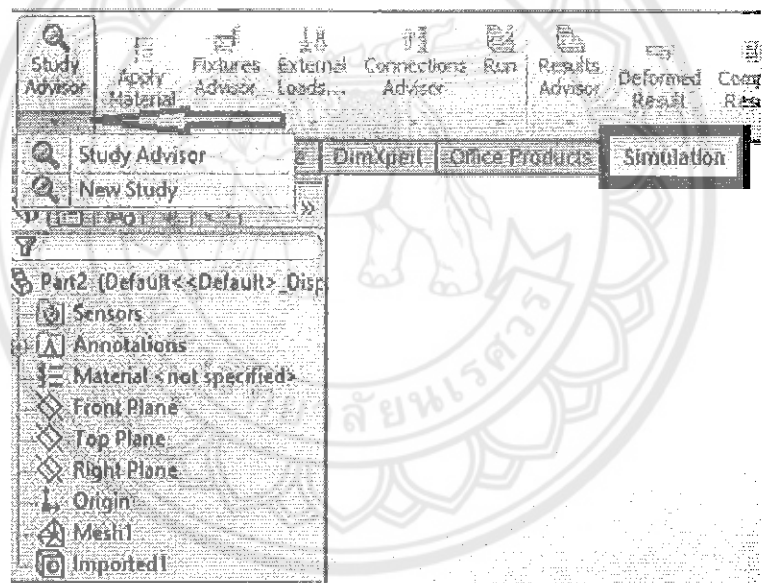 Study Advisor
Apply Material
Fixtures Advisor
External Loads...
Connections Advisor
Run
Results Advisor
Deformed Result
Study Advisor
New Study
DimXpert
Office Products
Simulation
Part2 (Default<<Default>_Disp
Sensors
Annotations
Material <not specified>
Front Plane
Top Plane
Right Plane
Origin
Mesh1
Imported1